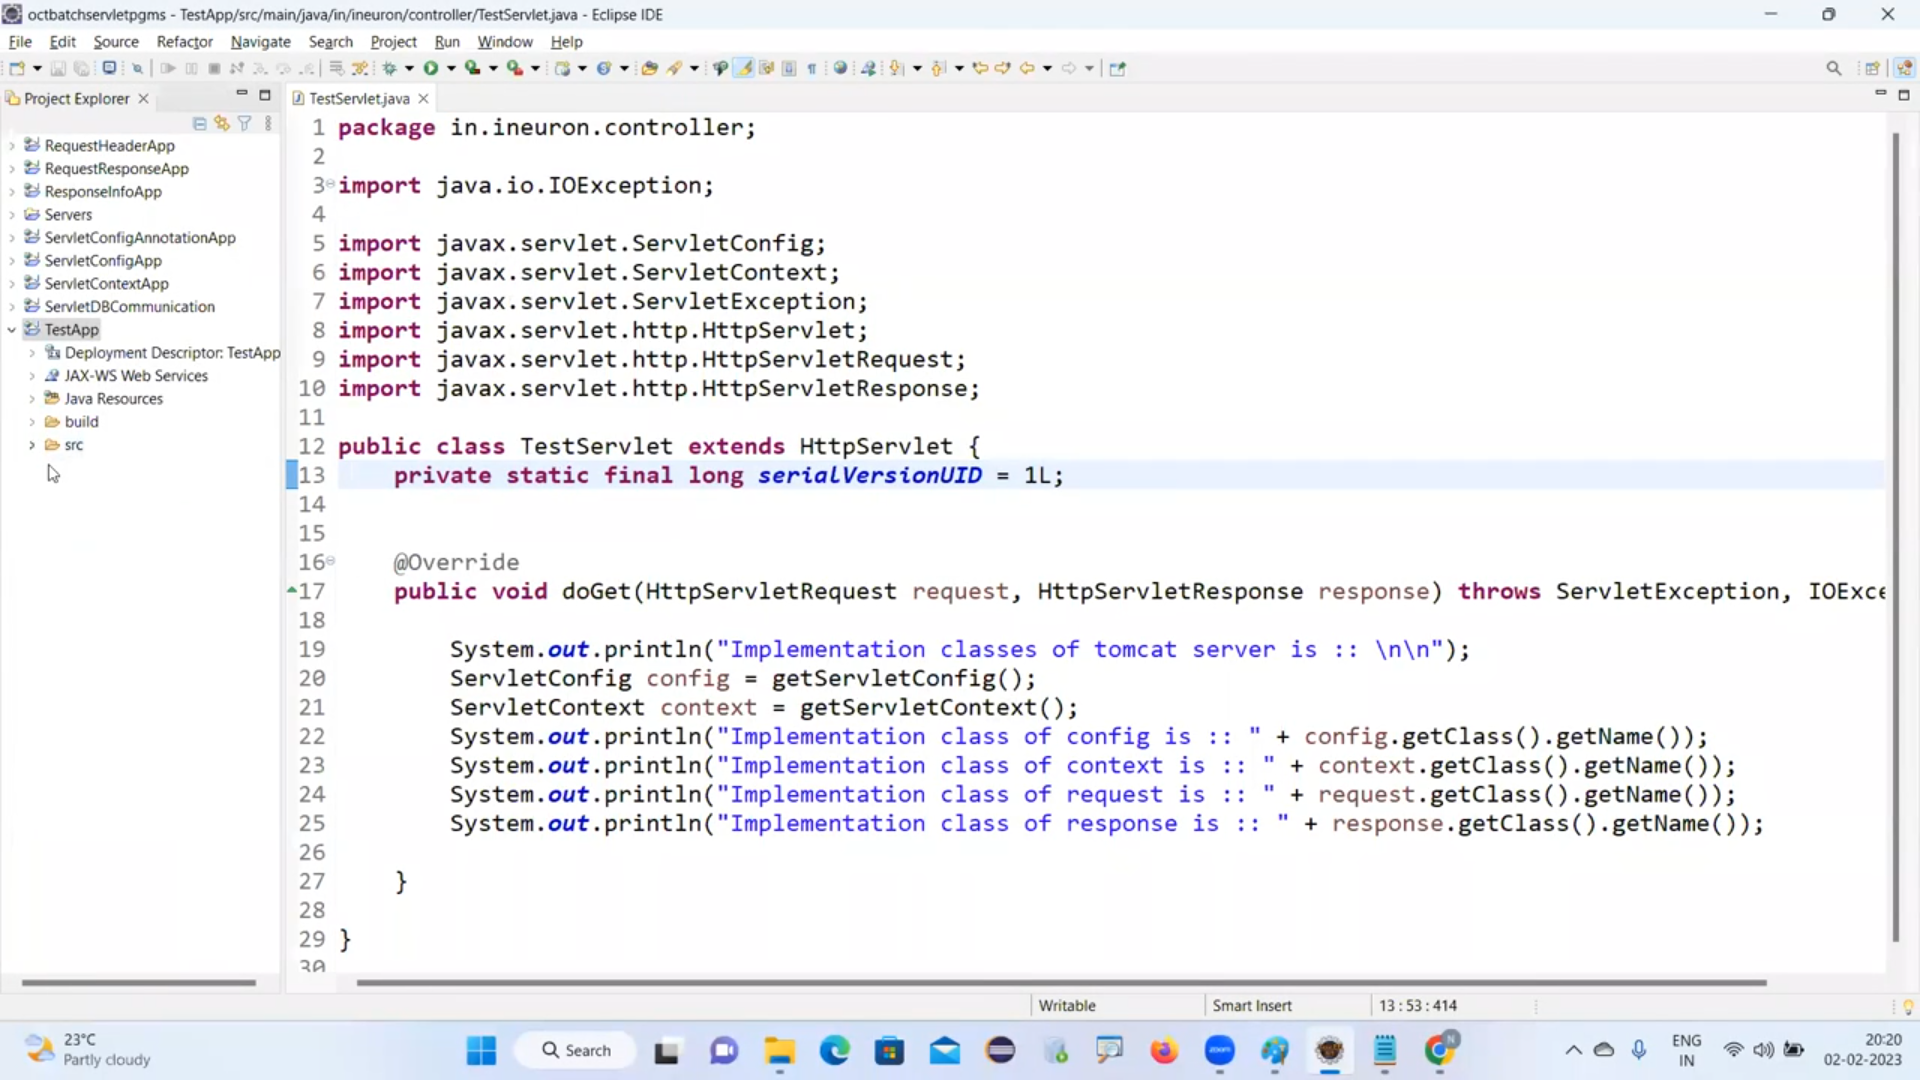 octbatchservletpgms - TestApp/src/main/java/in/ineuron/controller/TestServlet.java - Eclipse IDE
File Edit Source Refactor Navigate Search Project Run Window Help
Project Explorer
TestServlet.java
RequestHeaderApp
RequestResponseApp
ResponseInfoApp
Servers
ServletConfigAnnotationApp
ServletConfigApp
ServletContextApp
ServletDBCommunication
TestApp
Deployment Descriptor: TestApp
JAX-WS Web Services
Java Resources
build
src
1 package in.ineuron.controller;
2
3 import java.io.IOException;
4
5 import javax.servlet.ServletConfig;
6 import javax.servlet.ServletContext;
7 import javax.servlet.ServletException;
8 import javax.servlet.http.HttpServlet;
9 import javax.servlet.http.HttpServletRequest;
10 import javax.servlet.http.HttpServletResponse;
11
12 public class TestServlet extends HttpServlet {
13 private static final long serialVersionUID = 1L;
14
15
16 @Override
17 public void doGet(HttpServletRequest request, HttpServletResponse response) throws ServletException, IOExce
18
19 System.out.println("Implementation classes of tomcat server is :: \n\n");
20 ServletConfig config = getServletConfig();
21 ServletContext context = getServletContext();
22 System.out.println("Implementation class of config is :: " + config.getClass().getName());
23 System.out.println("Implementation class of context is :: " + context.getClass().getName());
24 System.out.println("Implementation class of request is :: " + request.getClass().getName());
25 System.out.println("Implementation class of response is :: " + response.getClass().getName());
26
27 }
28
29 }
30
Writable Smart Insert 13 : 53 : 414
23°C
Partly cloudy
Search
zoom
N
ENG
IN
20:20
02-02-2023